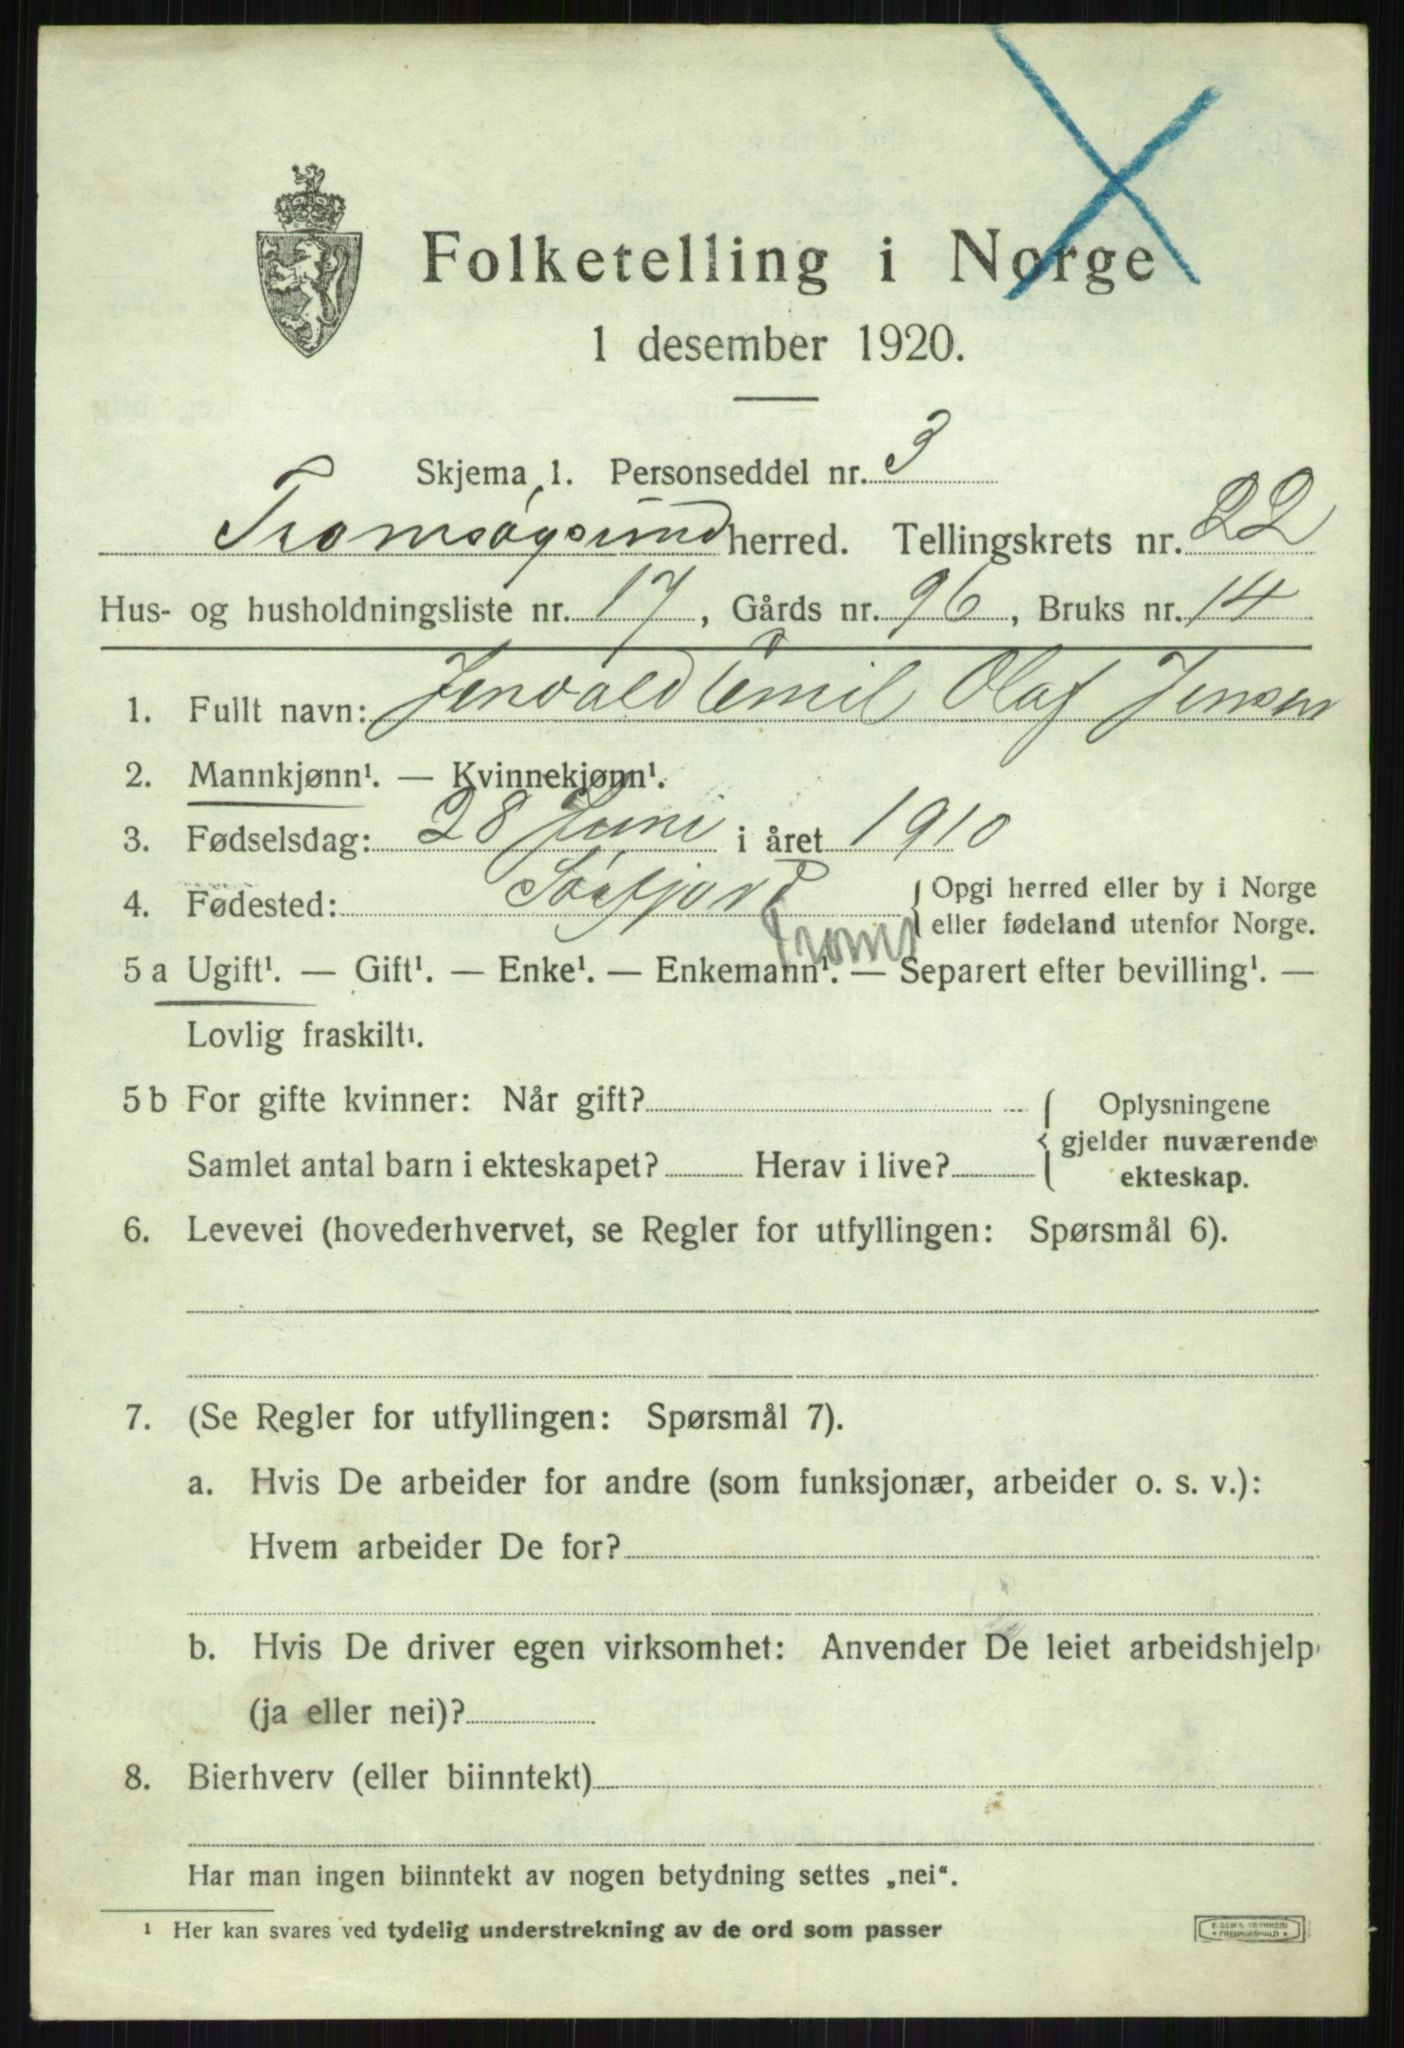 Folketelling i Norge
1 desember 1920.
Skjema 1. Personseddel nr. 3
Tromsøysund herred. Tellingskrets nr. 22
Hus- og husholdningsliste nr. 17, Gårds nr. 96, Bruks nr. 14
1. Fullt navn: Jenvald Emil Olaf Jensen
2. Mannkjønn¹. — Kvinnekjønn¹.
3. Fødselsdag: 28 Juni i året 1910
4. Fødested: Sørfjord { Opgi herred eller by i Norge
eller fødeland utenfor Norge.
Troms
5 a Ugift¹. — Gift¹. — Enke¹. — Enkemann¹. — Separert efter bevilling¹. —
Lovlig fraskilt¹.
5 b For gifte kvinner: Når gift? { Oplysningene
gjelder nuværende
Samlet antal barn i ekteskapet? Herav i live? ekteskap.
6. Levevei (hovederhvervet, se Regler for utfyllingen: Spørsmål 6).
7. (Se Regler for utfyllingen: Spørsmål 7).
a. Hvis De arbeider for andre (som funksjonær, arbeider o. s. v.):
Hvem arbeider De for?
b. Hvis De driver egen virksomhet: Anvender De leiet arbeidshjelp
(ja eller nei)?
8. Bierhverv (eller biinntekt)
Har man ingen biinntekt av nogen betydning settes „nei“.
¹ Her kan svares ved tydelig understrekning av de ord som passer